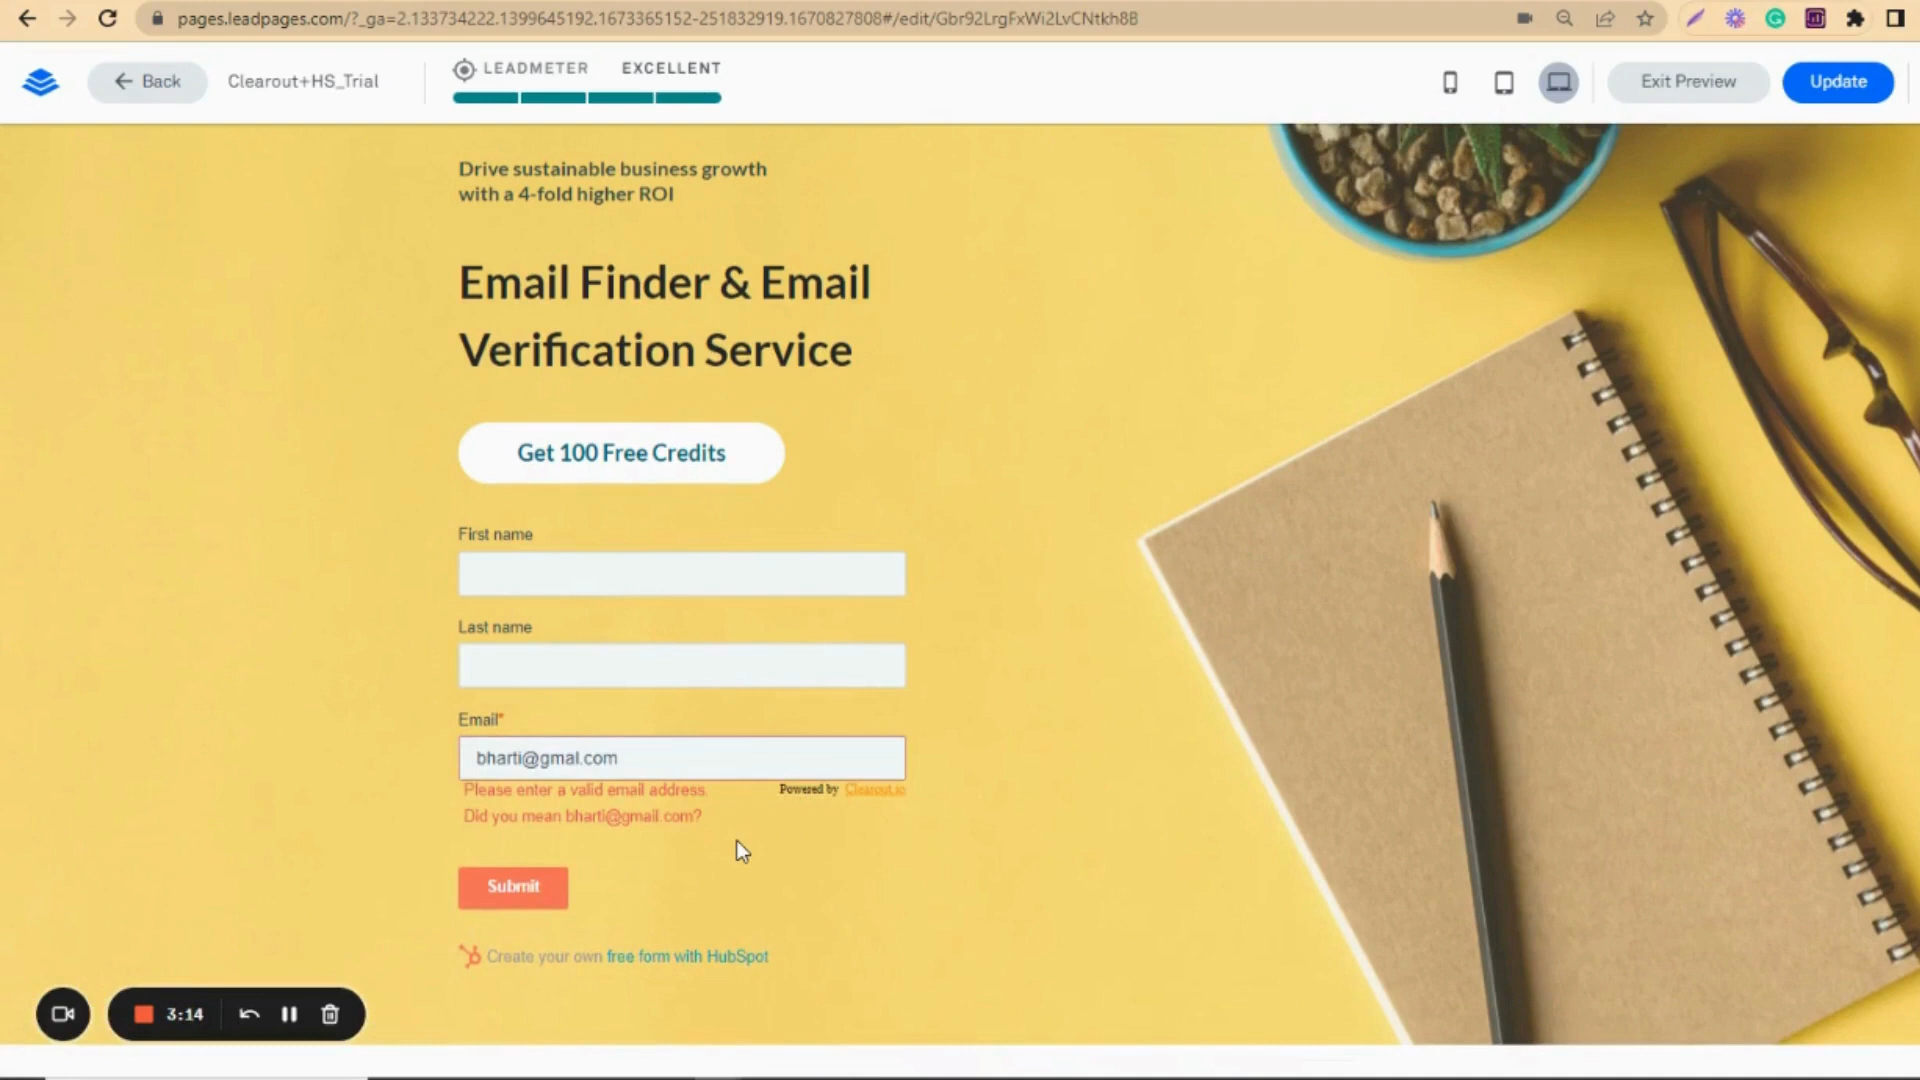 pages.leadpages.com/?_ga=2.133734222.1399645192.1673365152-251832919.1670827808#/edit/Gbr92LrgFxWi2LvCNtkh8B
Back
Clearout+HS_Trial
LEADMETER EXCELLENT
Exit Preview
Update
Drive sustainable business growth
with a 4-fold higher ROI
Email Finder & Email
Verification Service
Get 100 Free Credits
First name
Last name
Email*
bharti@gmal.com
Please enter a valid email address.
Powered by Clearout.io
Did you mean bharti@gmail.com?
Submit
Create your own free form with HubSpot
3:14